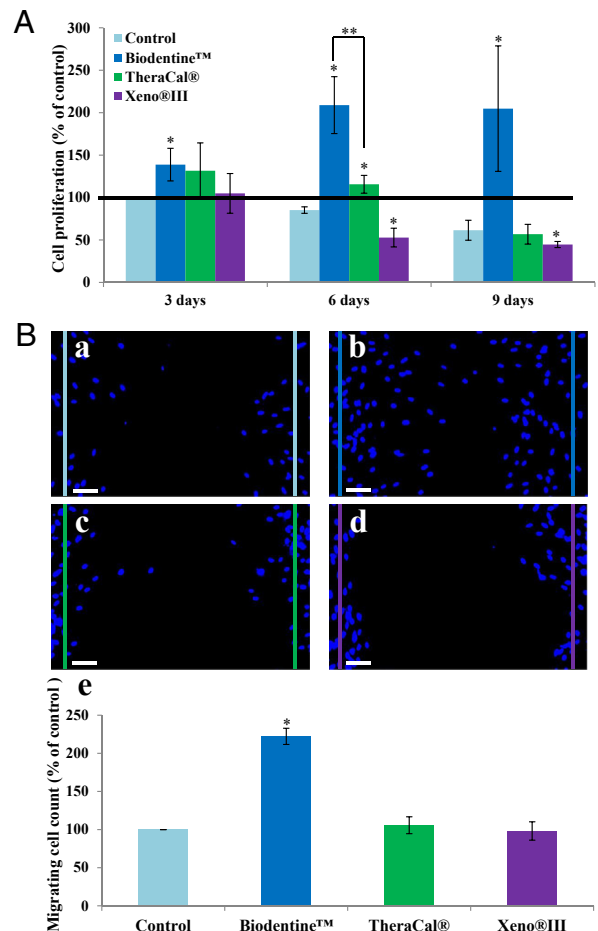 A
Cell proliferation (% of control)
300
250
200
150
100
50
0
Control
Biodentine™
TheraCal®
Xeno®III
*
*
**
*
*
*
*
3 days
6 days
9 days
B
a
b
c
d
e
Migrating cell count (% of control)
250
200
150
100
50
0
*
Control
Biodentine™
TheraCal®
Xeno®III